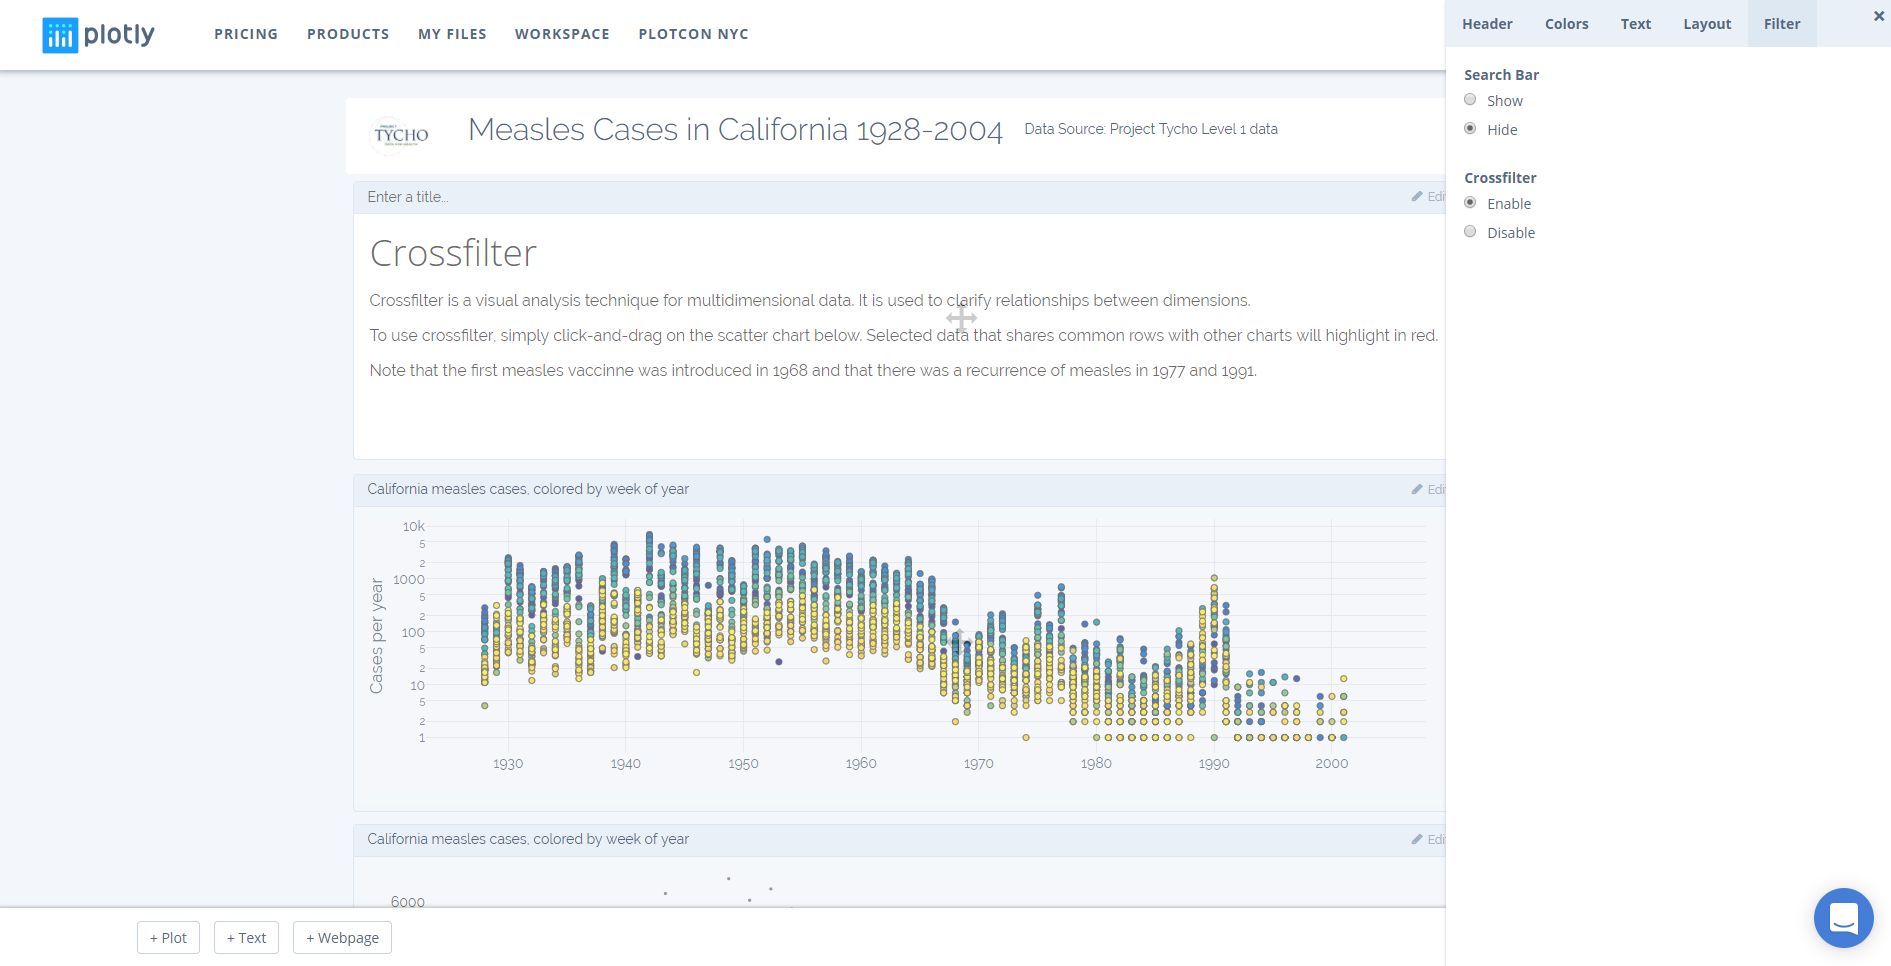 plotly
PRICING PRODUCTS MY FILES WORKSPACE PLOTCON NYC
Header Colors Text Layout Filter ×
Search Bar
Show
Hide
Crossfilter
Enable
Disable
TYCHO
Measles Cases in California 1928-2004 Data Source: Project Tycho Level 1 data
Enter a title...
Crossfilter
Crossfilter is a visual analysis technique for multidimensional data. It is used to clarify relationships between dimensions.
To use crossfilter, simply click-and-drag on the scatter chart below. Selected data that shares common rows with other charts will highlight in red.
Note that the first measles vaccinne was introduced in 1968 and that there was a recurrence of measles in 1977 and 1991.
California measles cases, colored by week of year
Cases per year
10k
5
2
1000
5
2
100
5
2
10
5
2
1
1930 1940 1950 1960 1970 1980 1990 2000
California measles cases, colored by week of year
6000
+ Plot + Text + Webpage